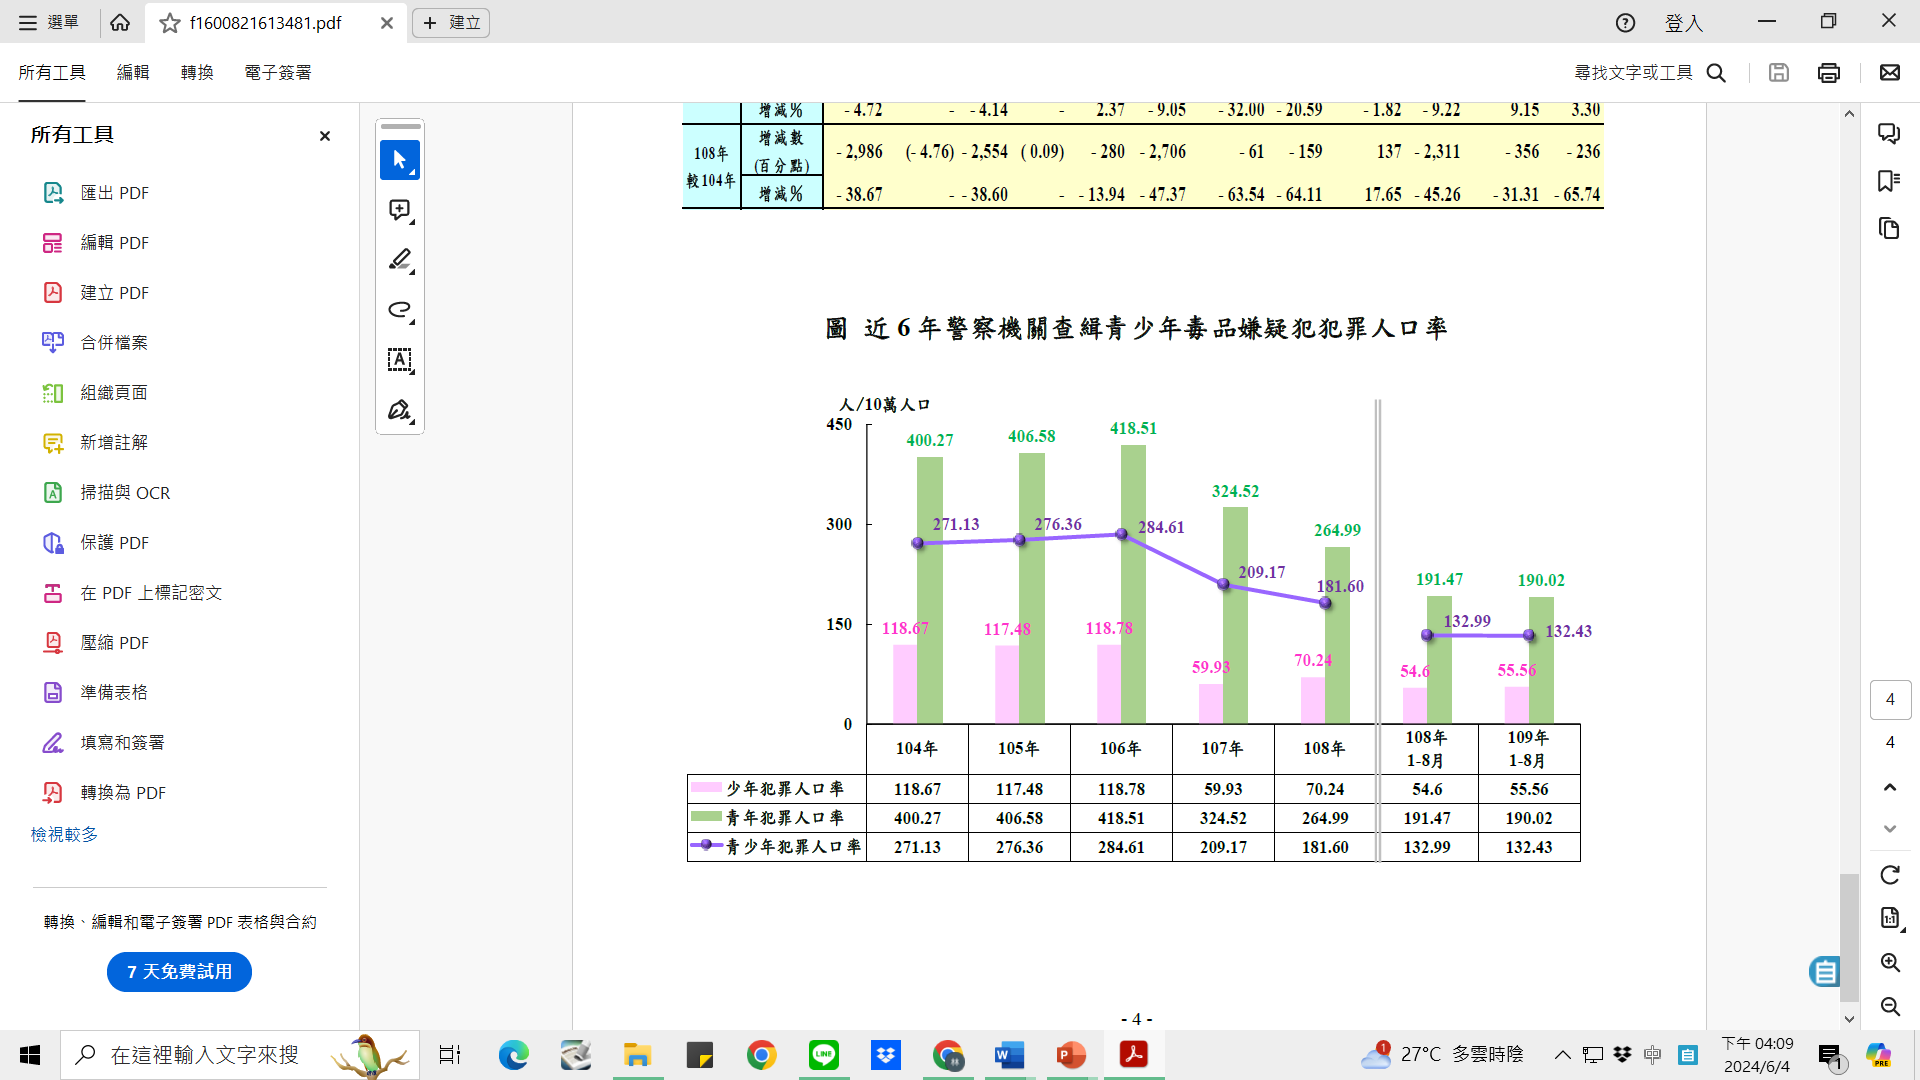 選單
f1600821613481.pdf
建立
登入
所有工具 編輯 轉換 電子簽署
尋找文字或工具
所有工具
匯出 PDF
編輯 PDF
建立 PDF
合併檔案
組織頁面
新增註解
掃描與 OCR
保護 PDF
在 PDF 上標記密文
壓縮 PDF
準備表格
填寫和簽署
轉換為 PDF
檢視較多
轉換、編輯和電子簽署 PDF 表格與合約
7 天免費試用
增減% - 4.72 - - 4.14 - 2.37 - 9.05 - 32.00 - 20.59 - 1.82 - 9.22 9.15 3.30
108年
較104年
增減數
(百分點)
- 2,986 (- 4.76) - 2,554 ( 0.09) - 280 - 2,706 - 61 - 159 137 - 2,311 - 356 - 236
增減% - 38.67 - - 38.60 - - 13.94 - 47.37 - 63.54 - 64.11 17.65 - 45.26 - 31.31 - 65.74
圖 近 6 年警察機關查緝青少年毒品嫌疑犯犯罪人口率
人/10萬人口
450
300
150
0
400.27 406.58 418.51 324.52 264.99 191.47 190.02
271.13 276.36 284.61 209.17 181.60 132.99 132.43
118.67 117.48 118.78 59.93 70.24 54.6 55.56
104年 105年 106年 107年 108年 108年 109年
1-8月 1-8月
少年犯罪人口率 118.67 117.48 118.78 59.93 70.24 54.6 55.56
青年犯罪人口率 400.27 406.58 418.51 324.52 264.99 191.47 190.02
青少年犯罪人口率 271.13 276.36 284.61 209.17 181.60 132.99 132.43
- 4 -
4
4
1:1
在這裡輸入文字來搜
LINE
1
27°C 多雲時陰
中
下午 04:09
2024/6/4
1
PRE